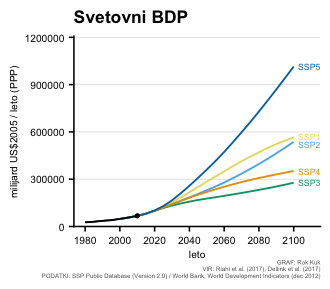 Svetovni BDP
milijard US$2005 / leto (PPP)
1200000
900000
600000
300000
0
1980 2000 2020 2040 2060 2080 2100
leto
SSP5
SSP1
SSP2
SSP4
SSP3
GRAF: Rok Kuk
VIR: Riahi et al. (2017), Dellink et al. (2017)
PODATKI: SSP Public Database (Version 2.0) / World Bank, World Development Indicators (dec 2012)